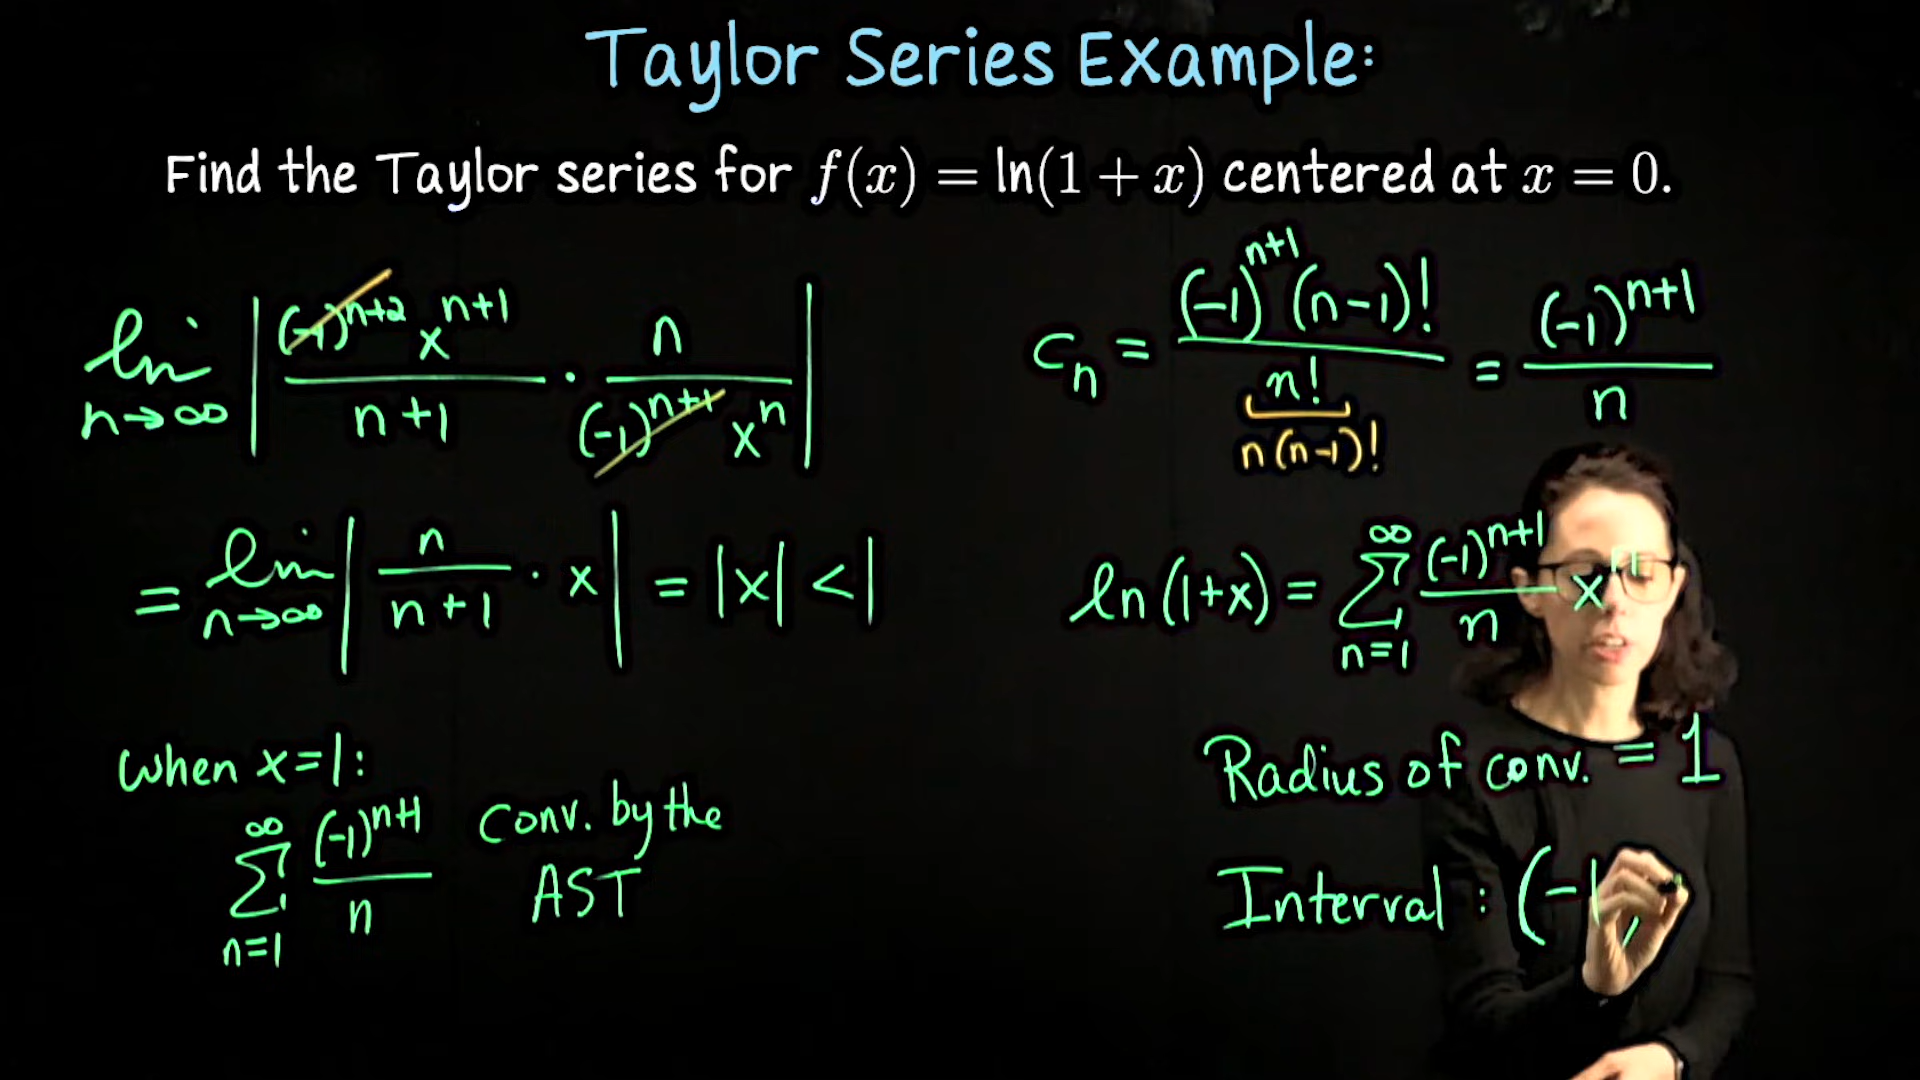 Taylor Series Example:
Find the Taylor series for f(x) = ln(1 + x) centered at x = 0.
lim n→∞ | (-1)^{n+2} x^{n+1} / n+1 · n / (-1)^{n+1} x^n |
= lim n→∞ | n / n+1 · x | = |x| < 1
When x=1:
∞ Σ n=1 (-1)^{n+1} / n Conv. by the
AST
c_n = (-1)^{n+1} (n-1)! / n! = (-1)^{n+1} / n
n(n-1)!
ln(1+x) = ∞ Σ n=1 (-1)^{n+1} / n x^n
Radius of conv. = 1
Interval : (-1,